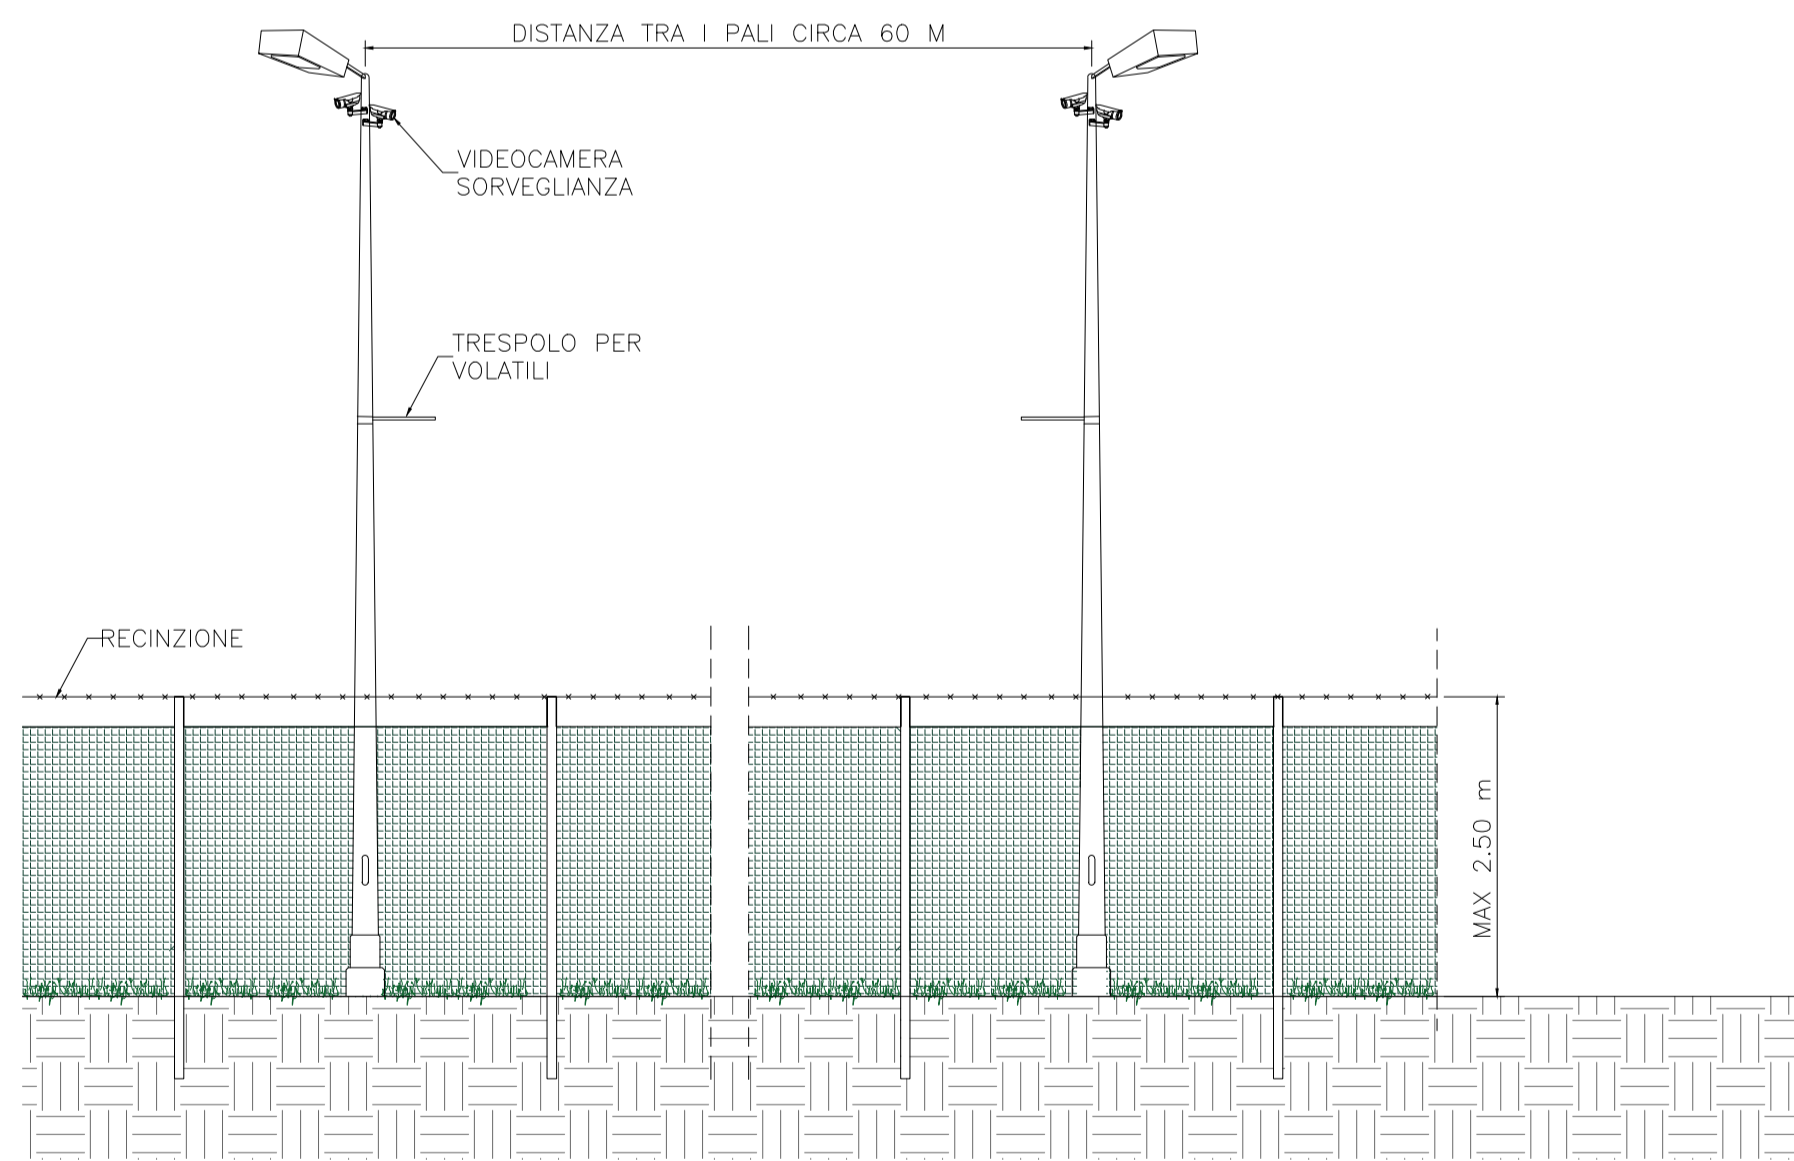 DISTANZA TRA I PALI CIRCA 60 M
VIDEOCAMERA
SORVEGLIANZA
TRESPOLO PER
VOLATILI
RECINZIONE
MAX 2.50 m